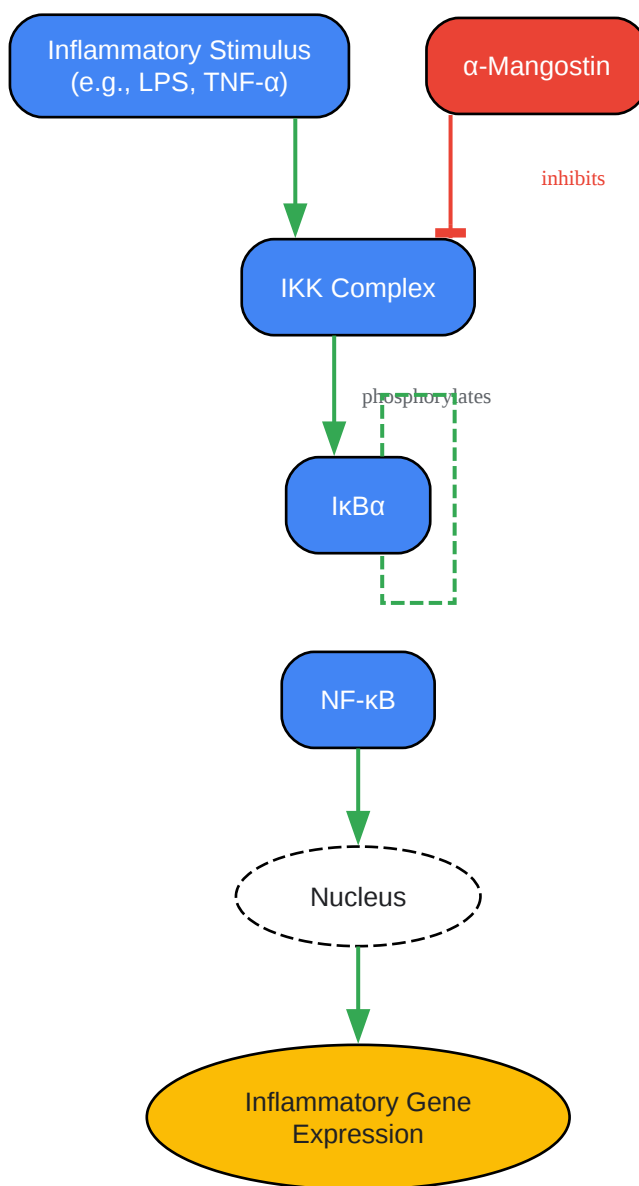 Inflammatory Stimulus
(e.g., LPS, TNF-α)
α-Mangostin
inhibits
IKK Complex
phosphorylates
IκBα
NF-κB
Nucleus
Inflammatory Gene
Expression